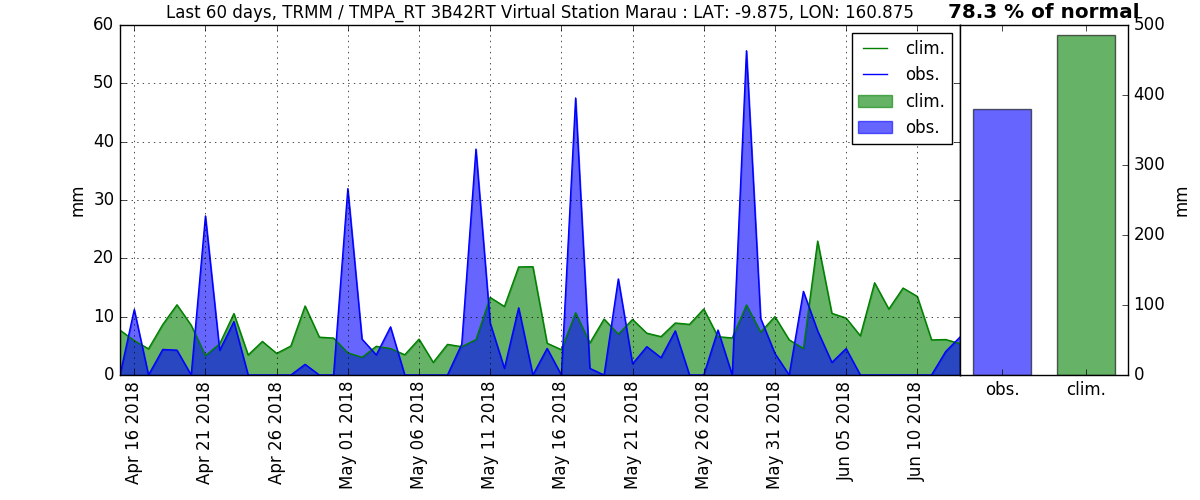 Last 60 days, TRMM / TMPA_RT 3B42RT Virtual Station Marau : LAT: -9.875, LON: 160.875
78.3 % of normal
60
50
40
30
20
10
0
mm
clim.
obs.
clim.
obs.
Apr 16 2018
Apr 21 2018
Apr 26 2018
May 01 2018
May 06 2018
May 11 2018
May 16 2018
May 21 2018
May 26 2018
May 31 2018
Jun 05 2018
Jun 10 2018
500
400
300
200
100
0
mm
obs.
clim.